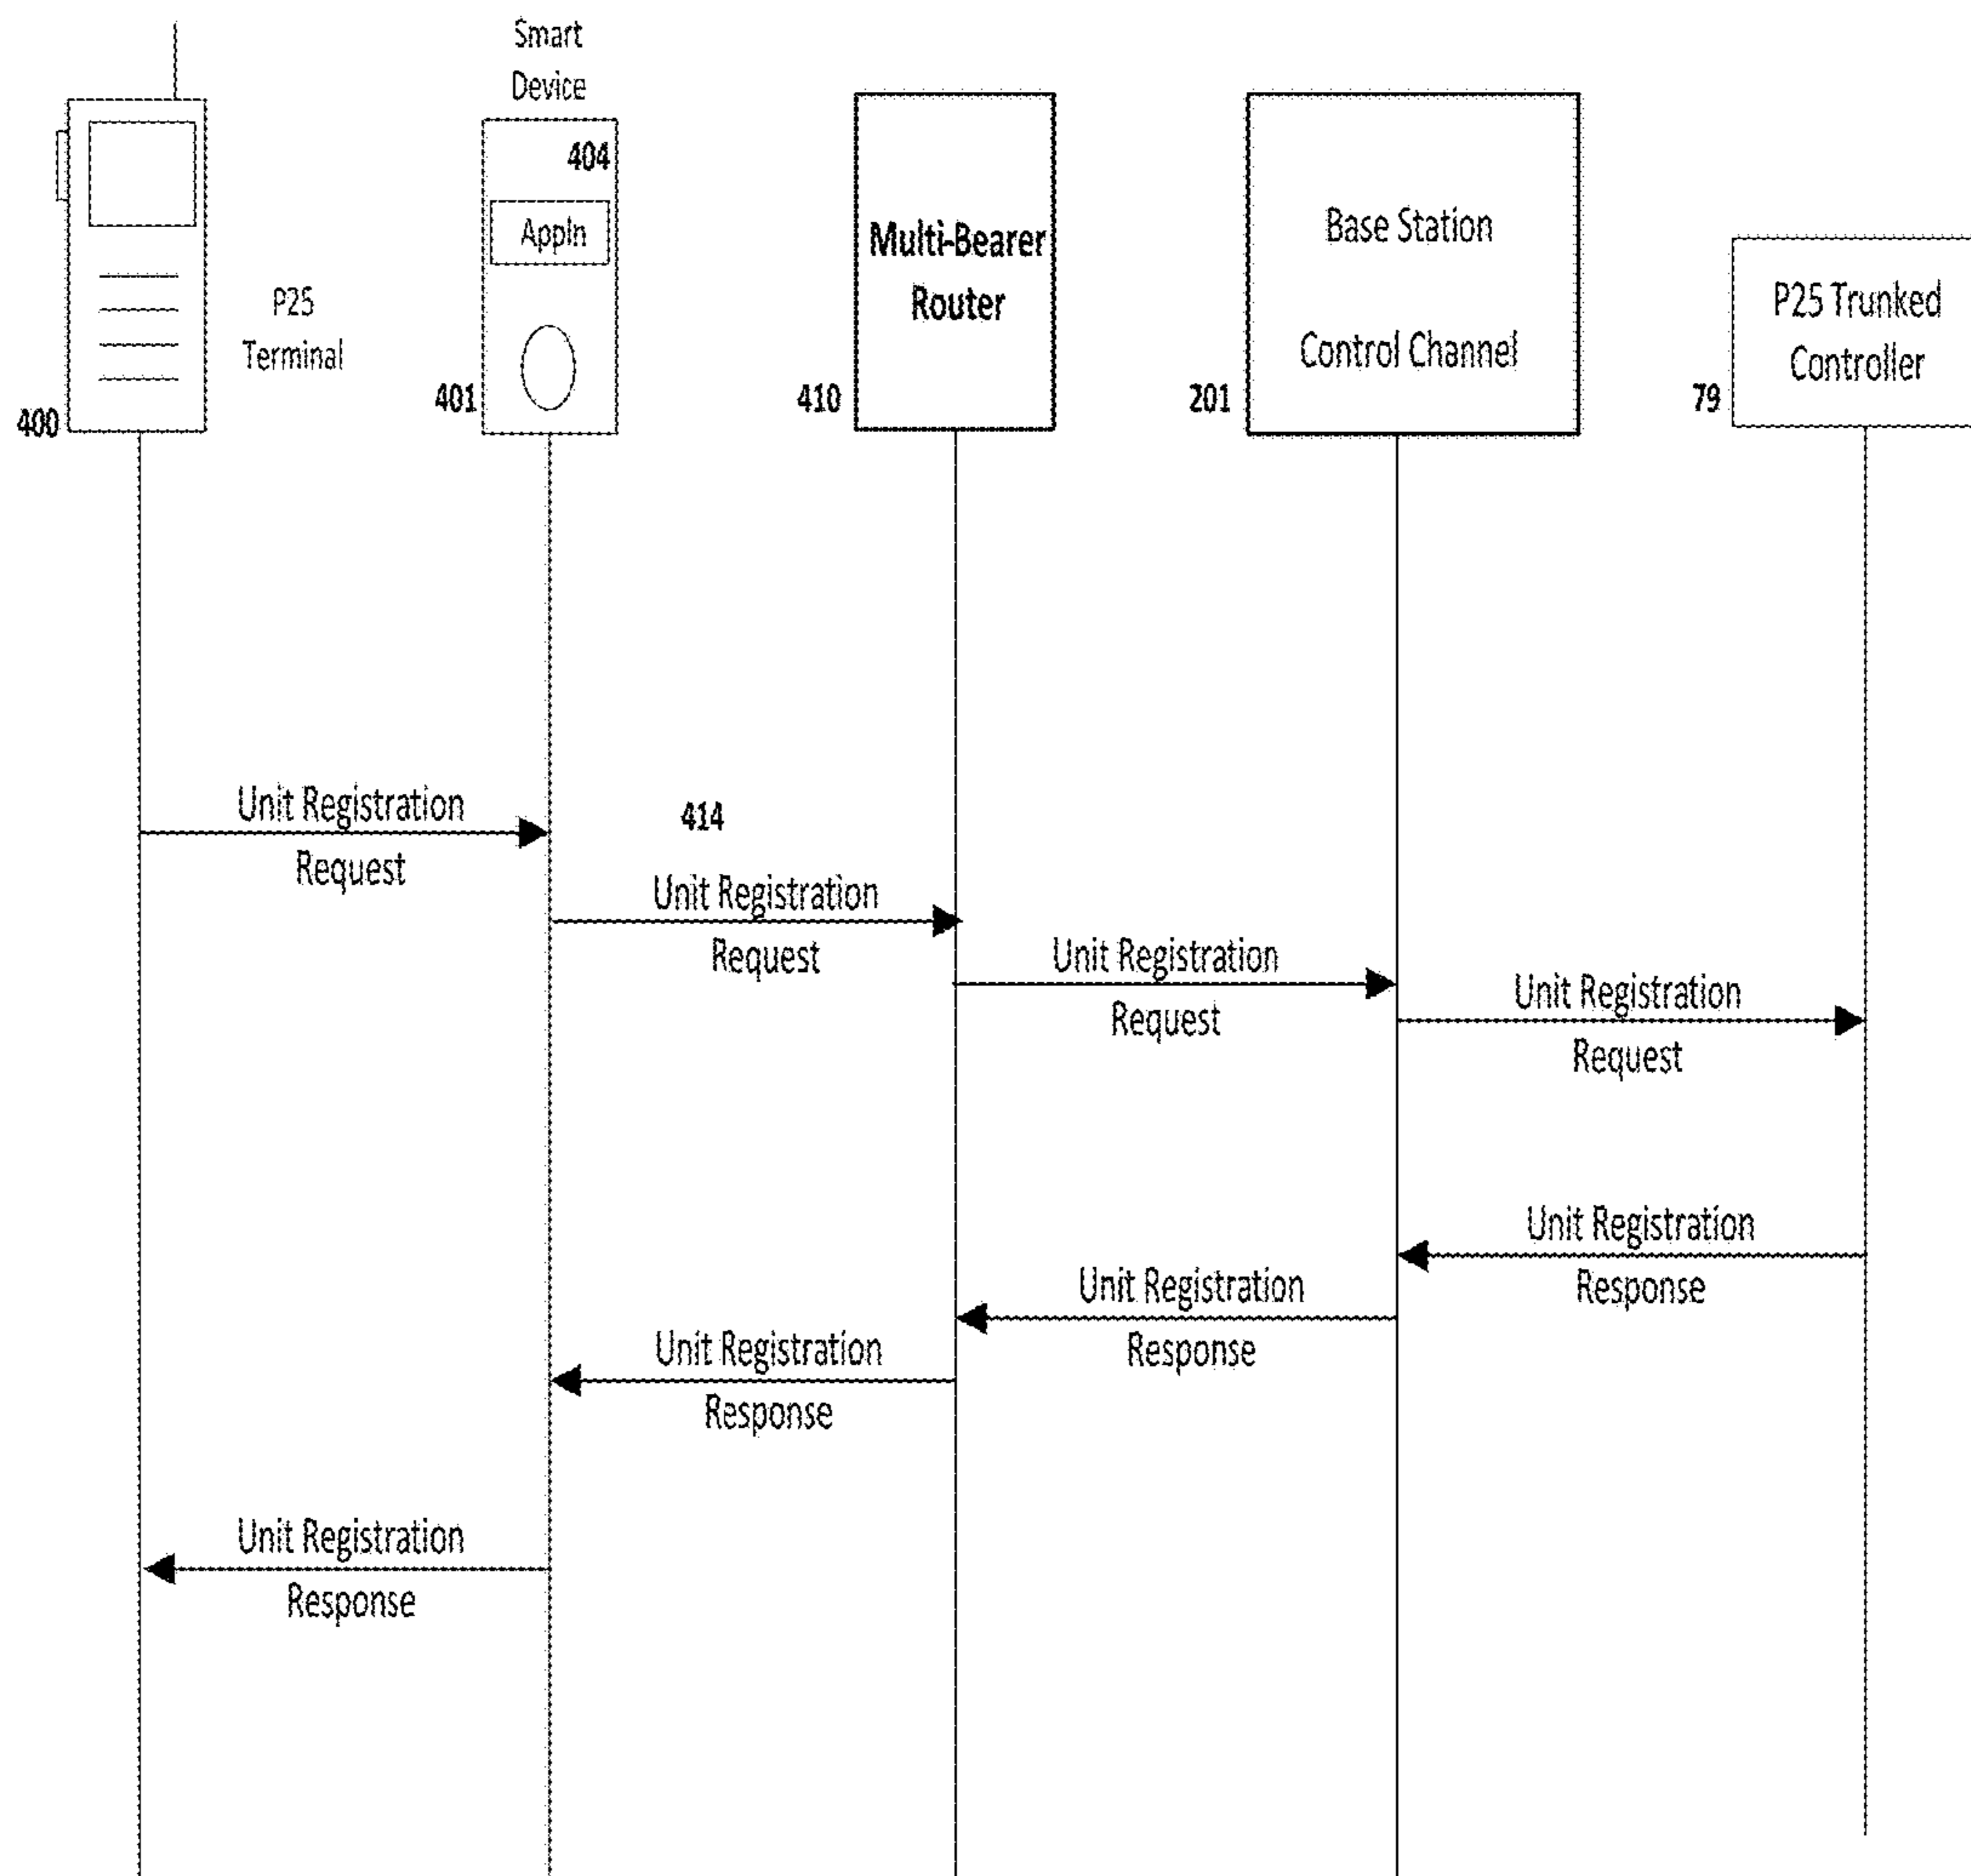 Smart
Device
404
AppIn
401
P25
Terminal
400
Multi-Bearer
Router
410
Base Station
Control Channel
201
P25 Trunked
Controller
79
Unit Registration
Request
414
Unit Registration
Request
Unit Registration
Request
Unit Registration
Request
Unit Registration
Response
Unit Registration
Response
Unit Registration
Response
Unit Registration
Response